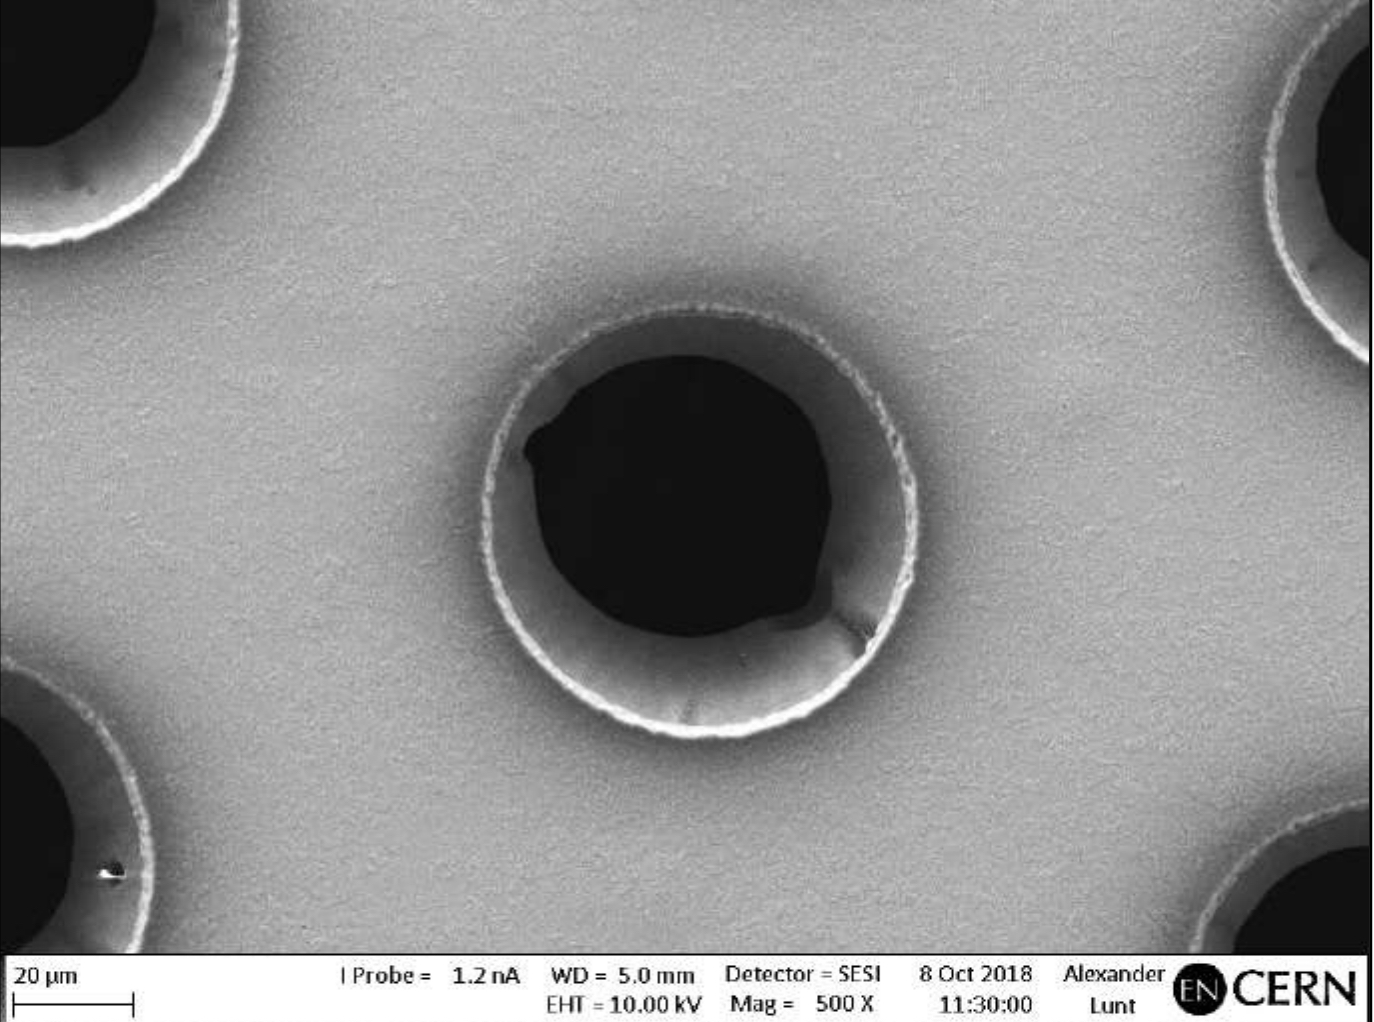 20 µm I Probe = 1.2 nA WD = 5.0 mm Detector = SESI 8 Oct 2018 Alexander EN CERN
EHT = 10.00 kV Mag = 500 X 11:30:00 Lunt